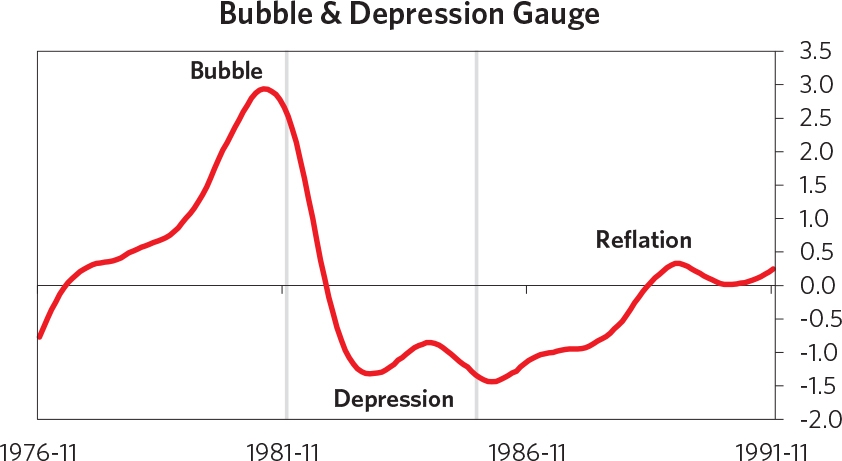 Bubble & Depression Gauge
3.5
Bubble
3.0
2.5
2.0
1.5
1.0
Reflation
0.5
0.0
-0.5
-1.0
Depression
-1.5
-2.0
1976-11 1981-11 1986-11 1991-11